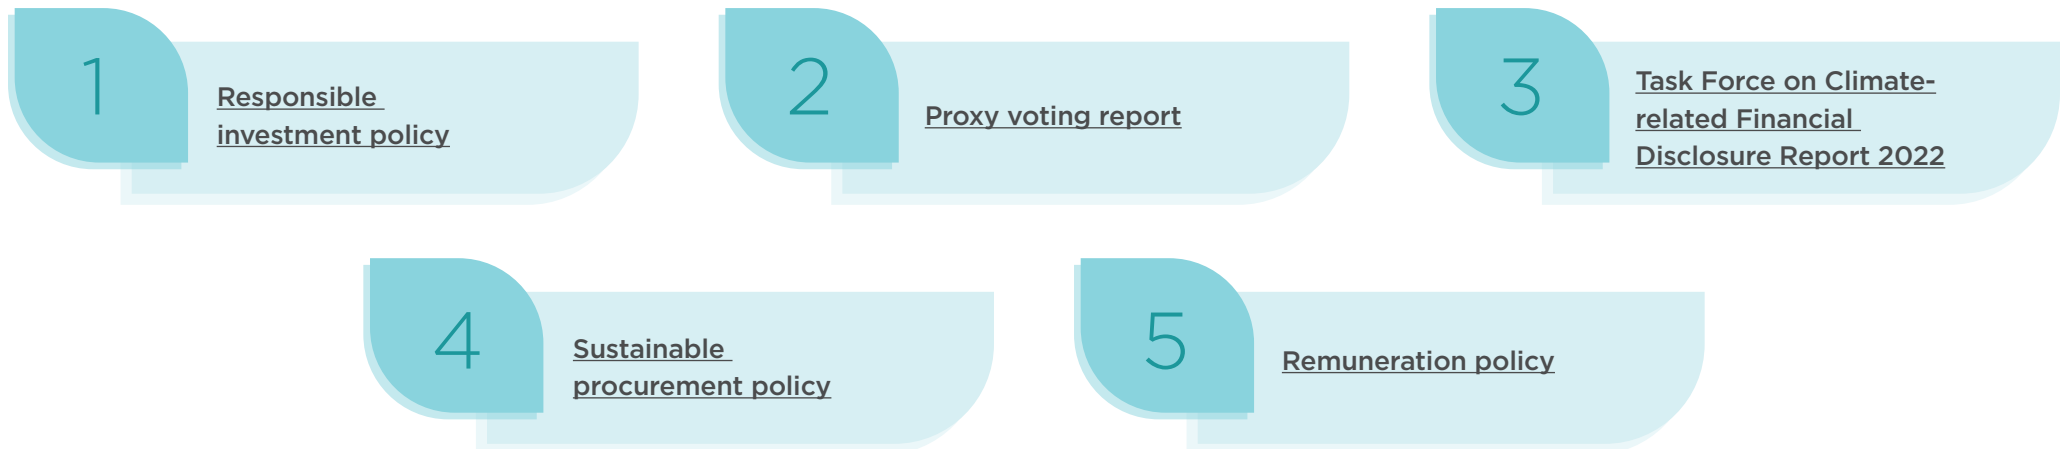 1
Responsible
investment policy
2
Proxy voting report
3
Task Force on Climate-
related Financial
Disclosure Report 2022
4
Sustainable
procurement policy
5
Remuneration policy